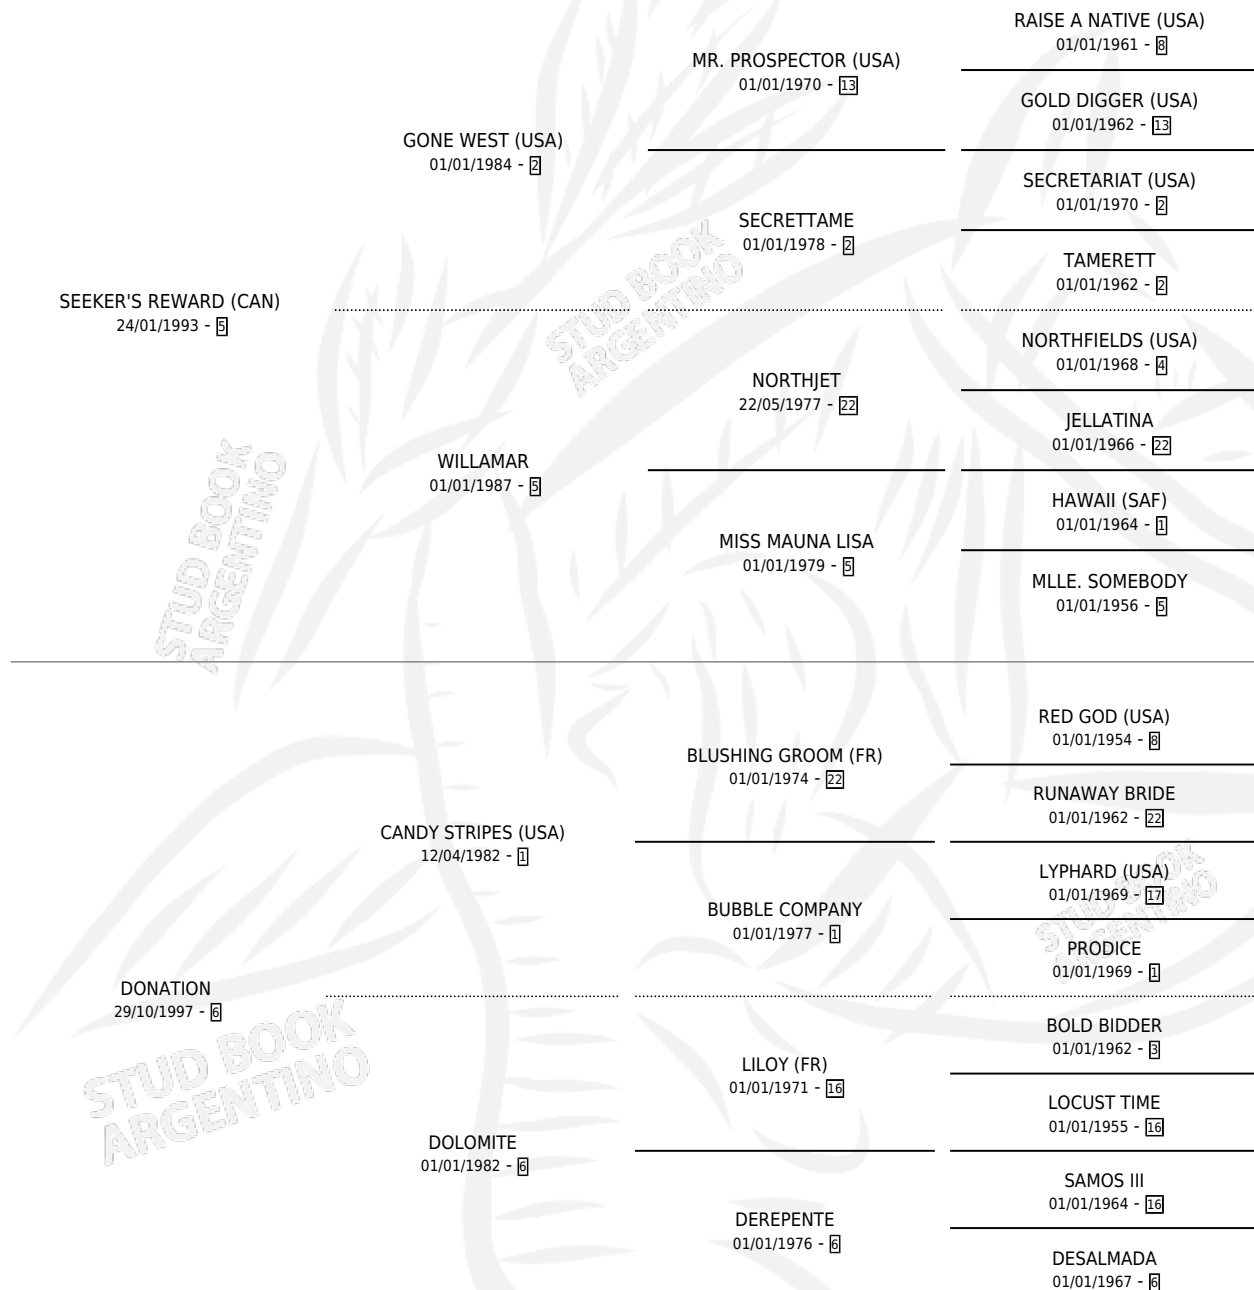 RAISE A NATIVE (USA)
01/01/1961 - 8
MR. PROSPECTOR (USA)
01/01/1970 - 13
GOLD DIGGER (USA)
01/01/1962 - 13
GONE WEST (USA)
01/01/1984 - 2
SECRETARIAT (USA)
01/01/1970 - 2
SECRETTAME
01/01/1978 - 2
TAMERETT
01/01/1962 - 2
SEEKER'S REWARD (CAN)
24/01/1993 - 5
NORTHFIELDS (USA)
01/01/1968 - 4
NORTHJET
22/05/1977 - 22
JELLATINA
01/01/1966 - 22
WILLAMAR
01/01/1987 - 5
HAWAII (SAF)
01/01/1964 - 1
MISS MAUNA LISA
01/01/1979 - 5
MLLE. SOMEBODY
01/01/1956 - 5
STUD BOOK
ARGENTINO
STUD BOOK
ARGENTINO
RED GOD (USA)
01/01/1954 - 8
BLUSHING GROOM (FR)
01/01/1974 - 22
RUNAWAY BRIDE
01/01/1962 - 22
CANDY STRIPES (USA)
12/04/1982 - 1
LYPHARD (USA)
01/01/1969 - 17
BUBBLE COMPANY
01/01/1977 - 1
PRODICE
01/01/1969 - 1
STUD BOOK
ARGENTINO
DONATION
29/10/1997 - 6
BOLD BIDDER
01/01/1962 - 3
LILOY (FR)
01/01/1971 - 16
LOCUST TIME
01/01/1955 - 16
STUD BOOK
ARGENTINO
DOLOMITE
01/01/1982 - 6
SAMOS III
01/01/1964 - 16
DEREPENTE
01/01/1976 - 6
DESALMADA
01/01/1967 - 6